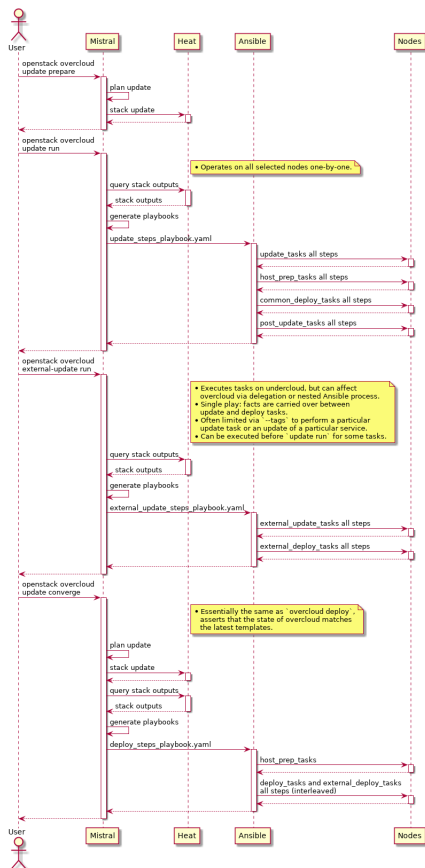 User
Mistral
Heat
Ansible
Nodes
openstack overcloud
update prepare
plan update
stack update
openstack overcloud
update run
• Operates on all selected nodes one-by-one.
query stack outputs
stack outputs
generate playbooks
update_steps_playbook.yaml
update_tasks all steps
host_prep_tasks all steps
common_deploy_tasks all steps
post_update_tasks all steps
openstack overcloud
external-update run
• Executes tasks on undercloud, but can affect
overcloud via delegation or nested Ansible process.
• Single play: facts are carried over between
update and deploy tasks.
• Often limited via `--tags` to perform a particular
update task or an update of a particular service.
• Can be executed before `update run` for some tasks.
query stack outputs
stack outputs
generate playbooks
external_update_steps_playbook.yaml
external_update_tasks all steps
external_deploy_tasks all steps
openstack overcloud
update converge
• Essentially the same as `overcloud deploy`,
asserts that the state of overcloud matches
the latest templates.
plan update
stack update
query stack outputs
stack outputs
generate playbooks
deploy_steps_playbook.yaml
host_prep_tasks
deploy_tasks and external_deploy_tasks
all steps (interleaved)
User
Mistral
Heat
Ansible
Nodes